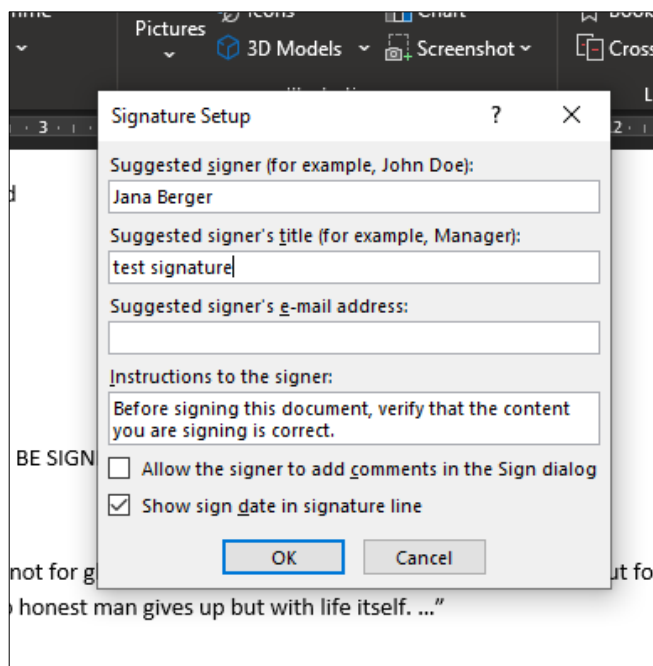 Pictures
3D Models
Screenshot
Cross
3
Signature Setup
?
Suggested signer (for example, John Doe):
Jana Berger
Suggested signer's title (for example, Manager):
test signature
Suggested signer's e-mail address:
Instructions to the signer:
Before signing this document, verify that the content
you are signing is correct.
BE SIGN
Allow the signer to add comments in the Sign dialog
Show sign date in signature line
OK Cancel
not for g
honest man gives up but with life itself. …”